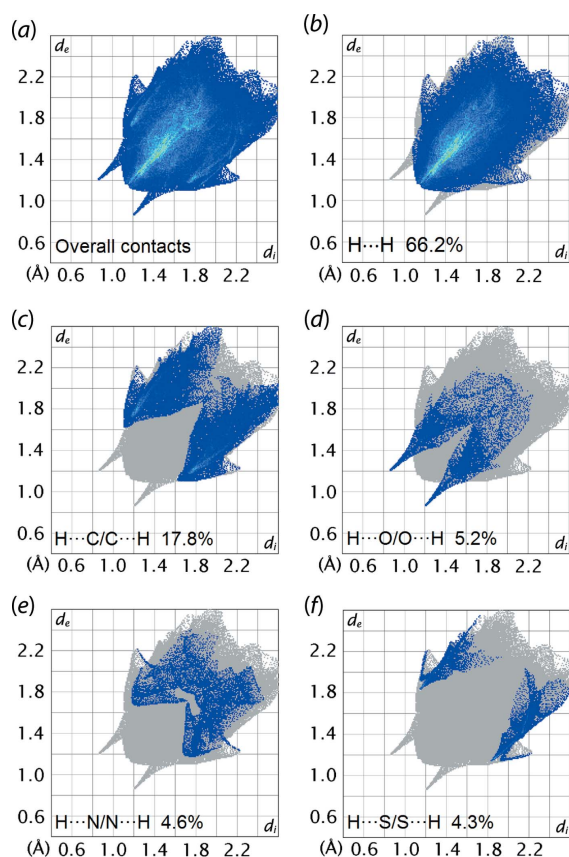 (a)
de
2.2
1.8
1.4
1.0
0.6
Overall contacts
di
(Å) 0.6 1.0 1.4 1.8 2.2
(b)
de
2.2
1.8
1.4
1.0
0.6
H···H 66.2%
di
(Å) 0.6 1.0 1.4 1.8 2.2
(c)
de
2.2
1.8
1.4
1.0
0.6
H···C/C···H 17.8%
di
(Å) 0.6 1.0 1.4 1.8 2.2
(d)
de
2.2
1.8
1.4
1.0
0.6
H···O/O···H 5.2%
di
(Å) 0.6 1.0 1.4 1.8 2.2
(e)
de
2.2
1.8
1.4
1.0
0.6
H···N/N···H 4.6%
di
(Å) 0.6 1.0 1.4 1.8 2.2
(f)
de
2.2
1.8
1.4
1.0
0.6
H···S/S···H 4.3%
di
(Å) 0.6 1.0 1.4 1.8 2.2